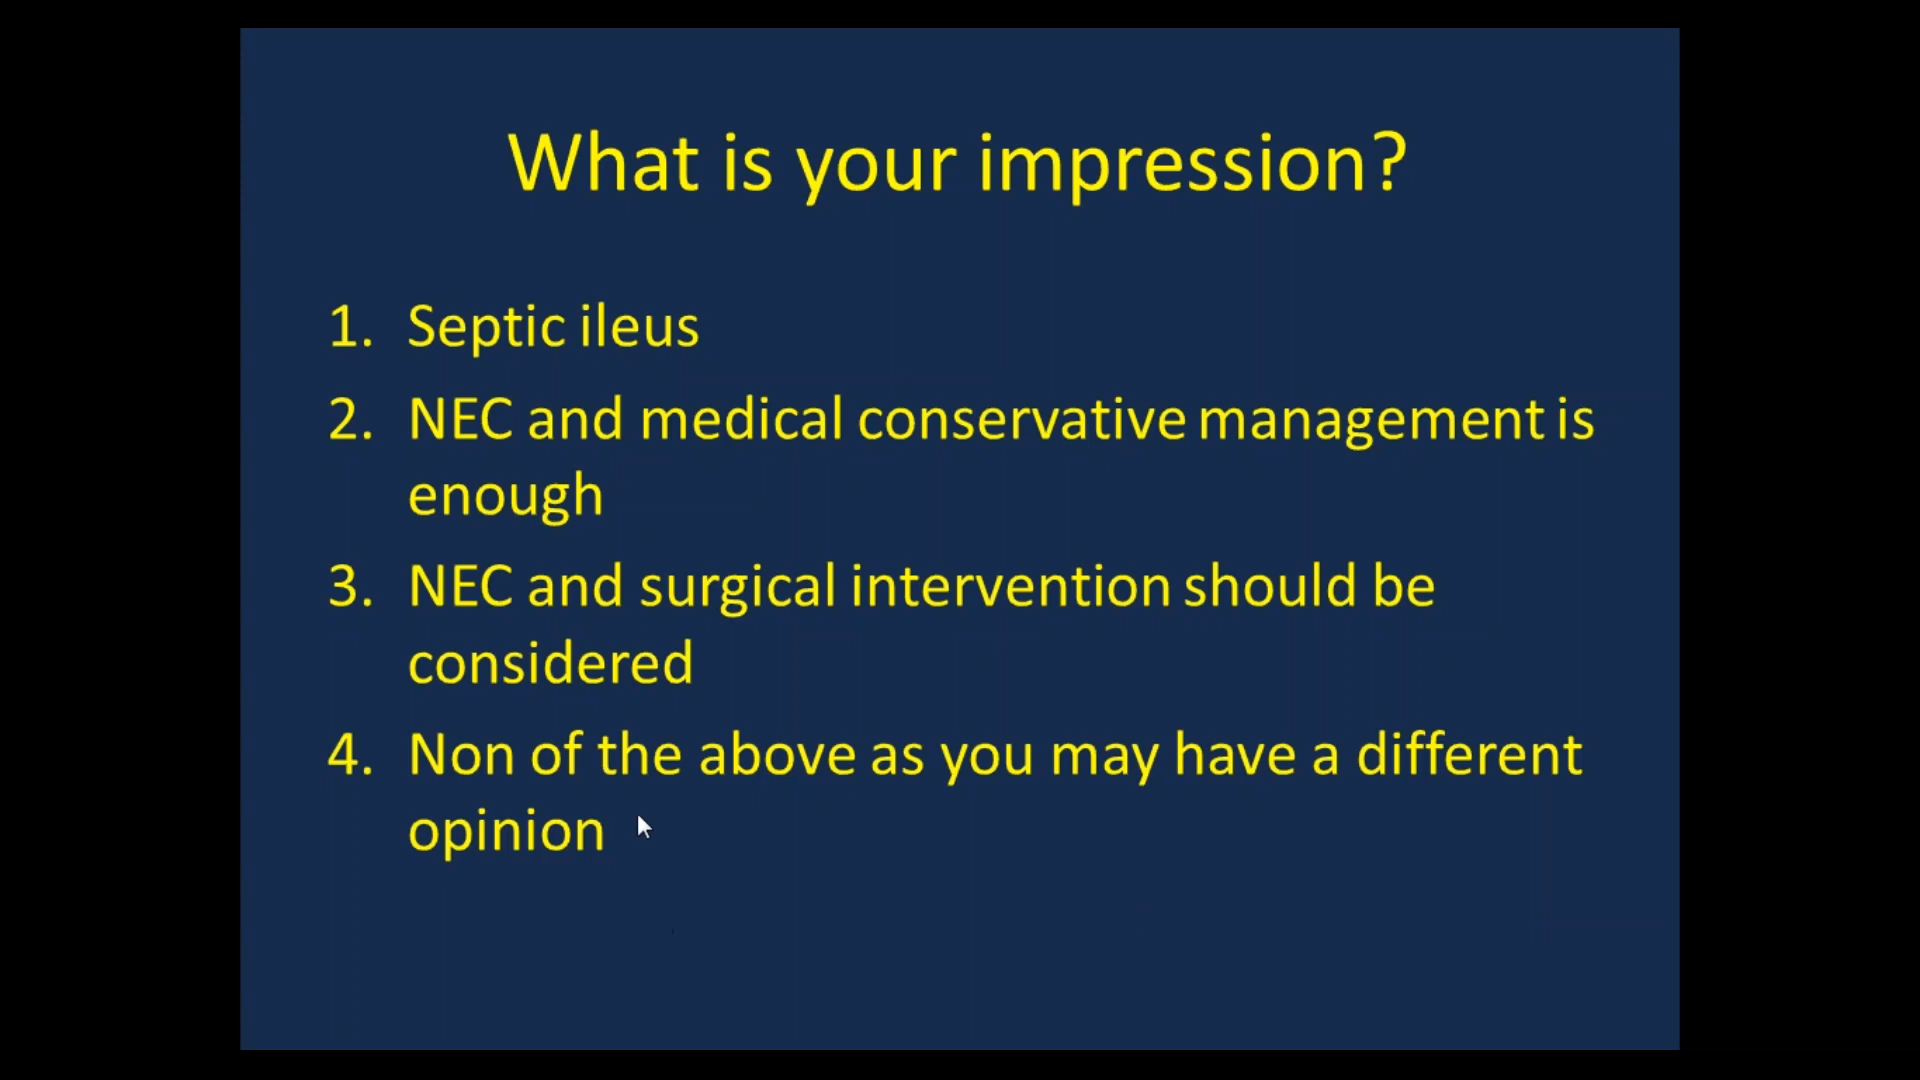 What is your impression?
1. Septic ileus
2. NEC and medical conservative management is
enough
3. NEC and surgical intervention should be
considered
4. Non of the above as you may have a different
opinion